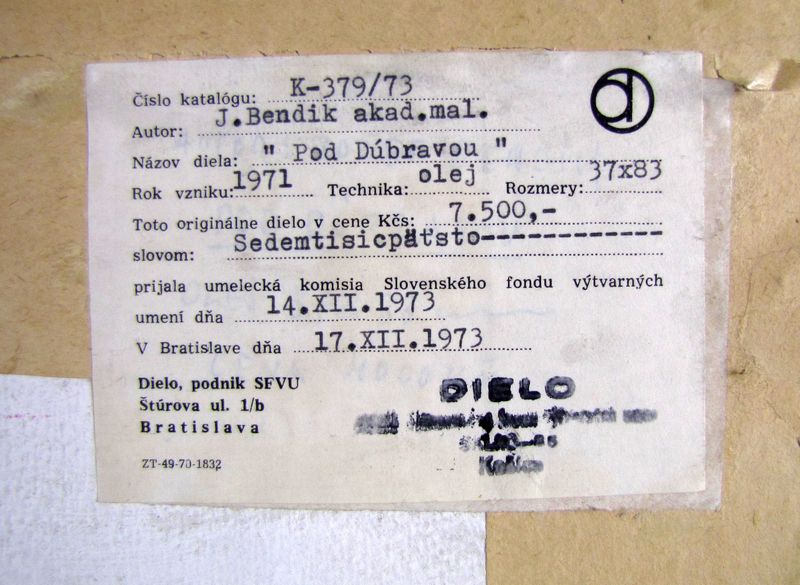 Číslo katalógu: K-379/73
Autor: J.Bendik akad.mal.
Názov diela: " Pod Dúbravou "
Rok vzniku: 1971 Technika: olej Rozmery: 37x83
Toto originálne dielo v cene Kčs: 7.500,-
slovom: Sedemtisicpäťsto-------------
prijala umelecká komisia Slovenského fondu výtvarných
umení dňa 14.XII.1973
V Bratislave dňa 17.XII.1973
Dielo, podnik SFVU
Štúrova ul. 1/b
Bratislava
ZT-49-70-1832
DIELO
Košice